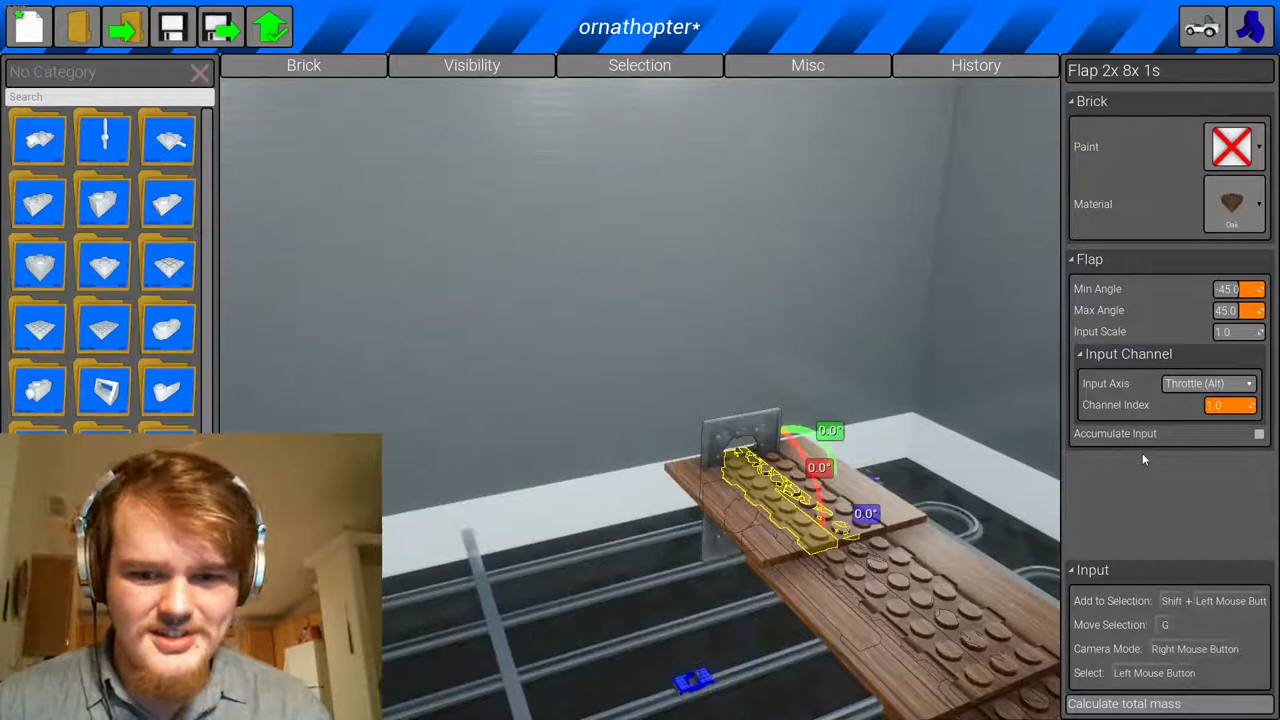 ornathopter*
No Category
Search
Brick
Visibility
Selection
Misc
History
0.0°
0.0°
0.0°
Flap 2x 8x 1s
Brick
Paint
Material
Oak
Flap
Min Angle
-45.0
Max Angle
45.0
Input Scale
1.0
Input Channel
Input Axis
Throttle (Alt)
Channel Index
1.0
Accumulate Input
Input
Add to Selection: Shift + Left Mouse Butt
Move Selection: G
Camera Mode: Right Mouse Button
Select: Left Mouse Button
Calculate total mass